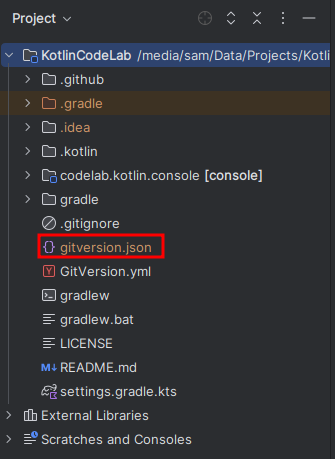 Project
KotlinCodeLab /media/sam/Data/Projects/Kotli
.github
.gradle
.idea
.kotlin
codelab.kotlin.console [console]
gradle
.gitignore
{} gitversion.json
Y GitVersion.yml
gradlew
gradlew.bat
LICENSE
M↓ README.md
settings.gradle.kts
External Libraries
Scratches and Consoles